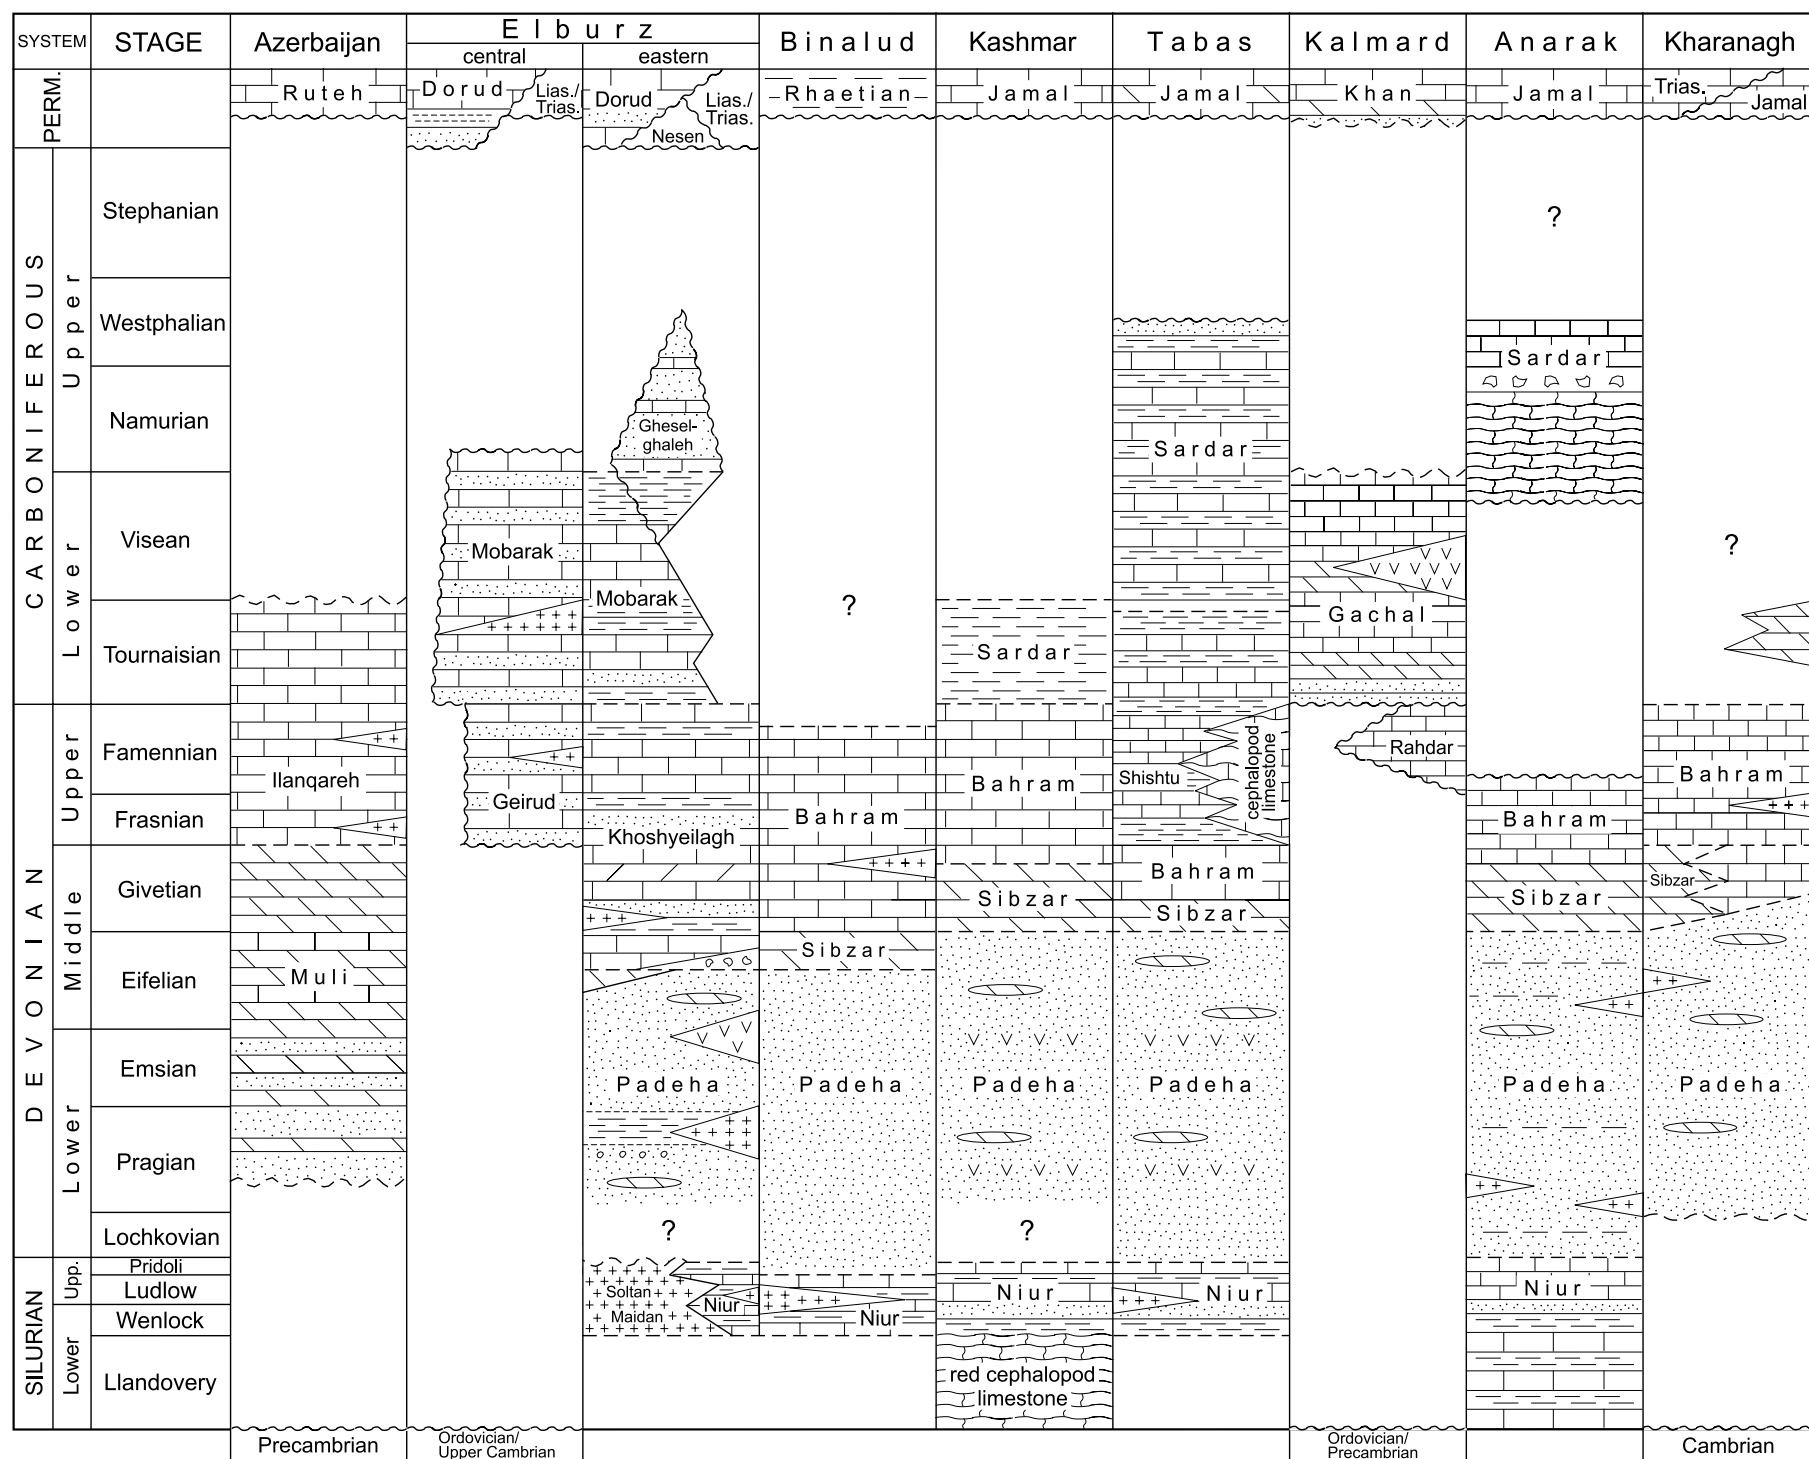 SYSTEM
STAGE
Azerbaijan
Elburz
central
eastern
Binalud
Kashmar
Tabas
Kalmard
Anarak
Kharanagh
PERM.
Ruteh
Dorud
Lias./
Trias.
Dorud
Lias./
Trias.
Nesen
Rhaetian
Jamal
Jamal
Khan
Jamal
Trias.
Jamal
CARBONIFEROUS
Upper
Stephanian
?
Westphalian
Sardar
Namurian
Ghesel-
ghaleh
Sardar
Lower
Visean
Mobarak
?
Mobarak
?
Gachal
Tournaisian
Sardar
DEVONIAN
Upper
Famennian
Ilanqareh
Rahdar
Shishtu
cephalopod
limestone
Bahram
Bahram
Frasnian
Geirud
Khoshyeilagh
Bahram
Bahram
Middle
Givetian
Bahram
Sibzar
Sibzar
Sibzar
Sibzar
Eifelian
Muli
Sibzar
Lower
Emsian
Padeha
Padeha
Padeha
Padeha
Padeha
Padeha
Pragian
Lochkovian
?
?
SILURIAN
Upp.
Pridoli
Ludlow
Soltan
Maidan
Niur
Niur
Niur
Niur
Niur
Lower
Wenlock
Llandovery
red cephalopod
limestone
Precambrian
Ordovician/
Upper Cambrian
Ordovician/
Precambrian
Cambrian